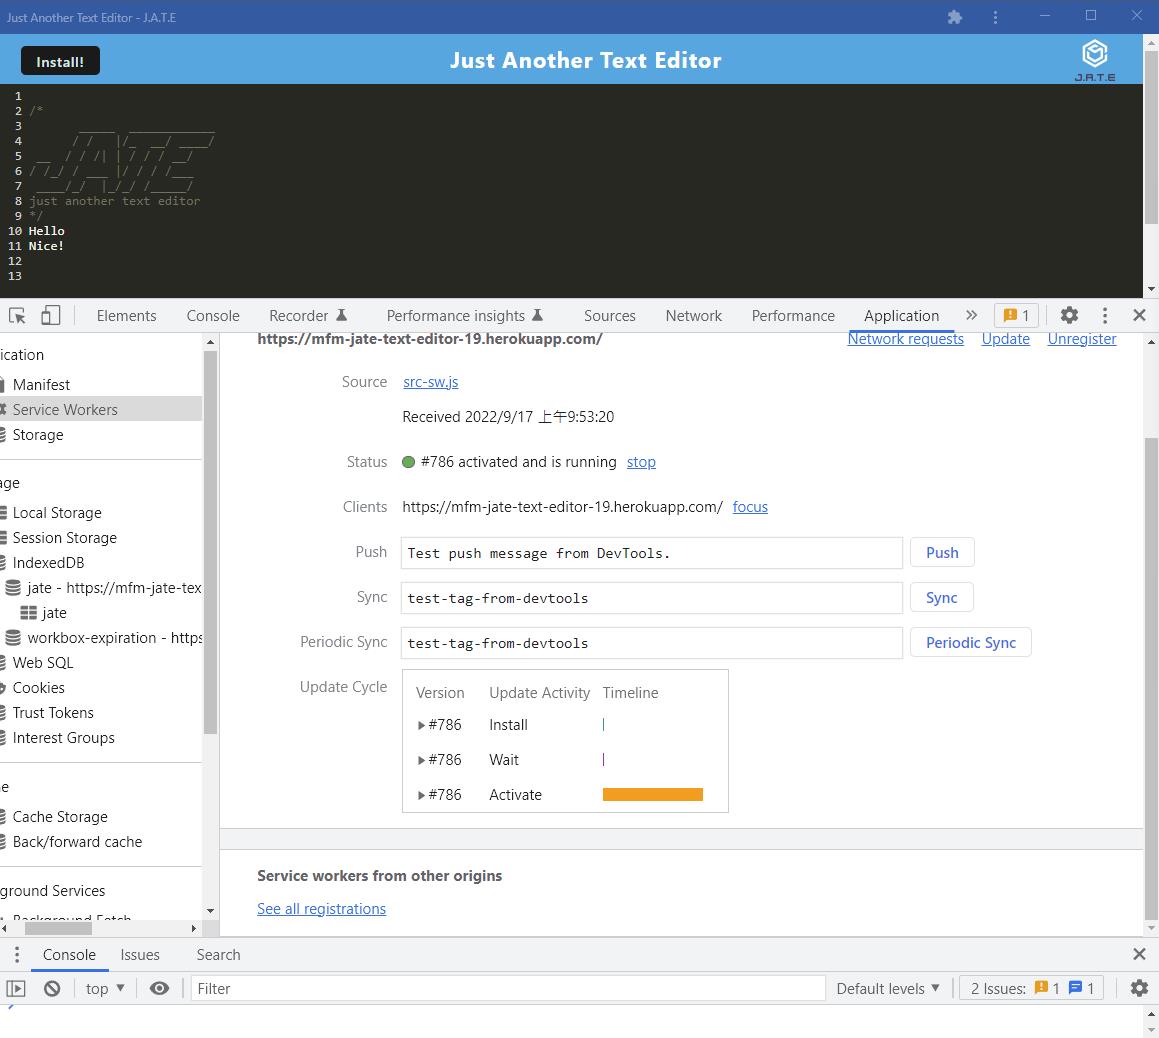 Just Another Text Editor - J.A.T.E
Install!
Just Another Text Editor
J.A.T.E
1
2 /*
3 _____ ____________
4 / / |/_ __/ ____/
5 __ / / /| | / / / __/
6 / /_/ / ___ |/ / / /___
7 ____/_/ |_/_/ /_____/
8 just another text editor
9 */
10 Hello
11 Nice!
12
13
Elements Console Recorder Performance insights Sources Network Performance Application » 1
ication
Manifest
Service Workers
Storage
age
Local Storage
Session Storage
IndexedDB
jate - https://mfm-jate-tex
jate
workbox-expiration - https
Web SQL
Cookies
Trust Tokens
Interest Groups
e
Cache Storage
Back/forward cache
ground Services
Background Fetch
https://mfm-jate-text-editor-19.herokuapp.com/ Network requests Update Unregister
Source src-sw.js
Received 2022/9/17 上午9:53:20
Status #786 activated and is running stop
Clients https://mfm-jate-text-editor-19.herokuapp.com/ focus
Push Test push message from DevTools. Push
Sync test-tag-from-devtools Sync
Periodic Sync test-tag-from-devtools Periodic Sync
Update Cycle
Version Update Activity Timeline
#786 Install
#786 Wait
#786 Activate
Service workers from other origins
See all registrations
Console Issues Search
top Filter Default levels 2 Issues: 1 1